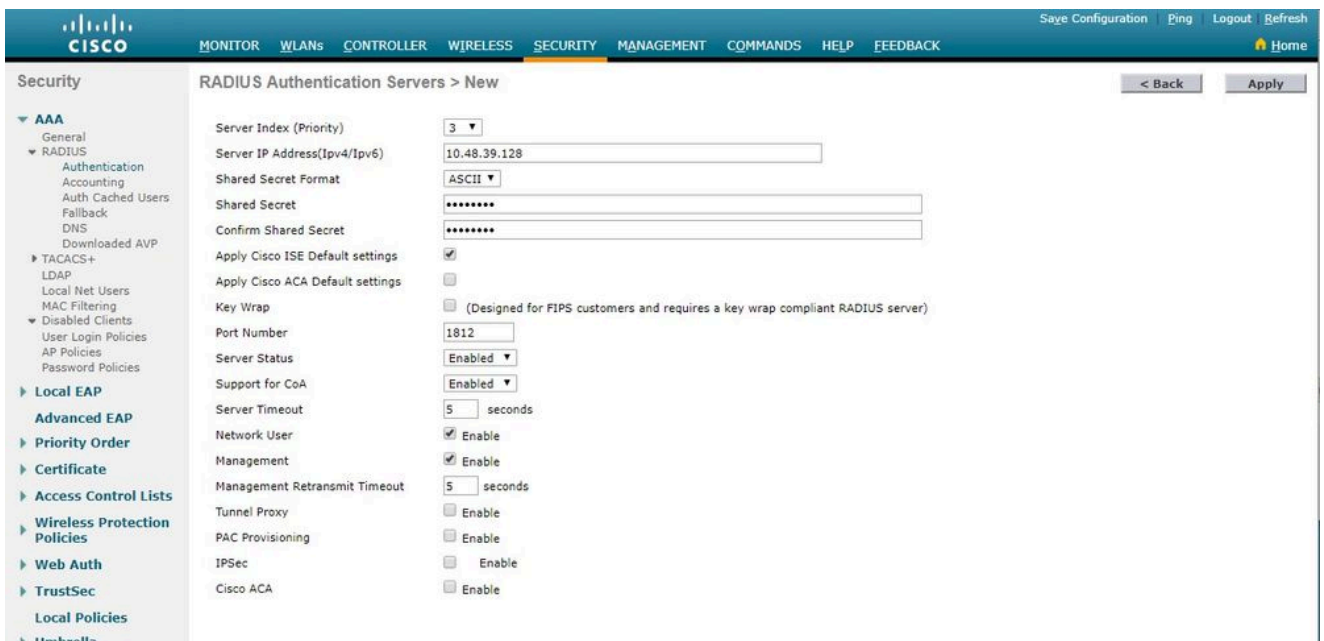 Save Configuration Ping Logout Refresh
CISCO
MONITOR WLANs CONTROLLER WIRELESS SECURITY MANAGEMENT COMMANDS HELP FEEDBACK Home
Security
AAA
General
RADIUS
Authentication
Accounting
Auth Cached Users
Fallback
DNS
Downloaded AVP
TACACS+
LDAP
Local Net Users
MAC Filtering
Disabled Clients
User Login Policies
AP Policies
Password Policies
Local EAP
Advanced EAP
Priority Order
Certificate
Access Control Lists
Wireless Protection
Policies
Web Auth
TrustSec
Local Policies
Umbrella
RADIUS Authentication Servers > New
< Back Apply
Server Index (Priority) 3
Server IP Address(Ipv4/Ipv6) 10.48.39.128
Shared Secret Format ASCII
Shared Secret ••••••••
Confirm Shared Secret ••••••••
Apply Cisco ISE Default settings
Apply Cisco ACA Default settings
Key Wrap (Designed for FIPS customers and requires a key wrap compliant RADIUS server)
Port Number 1812
Server Status Enabled
Support for CoA Enabled
Server Timeout 5 seconds
Network User Enable
Management Enable
Management Retransmit Timeout 5 seconds
Tunnel Proxy Enable
PAC Provisioning Enable
IPSec Enable
Cisco ACA Enable